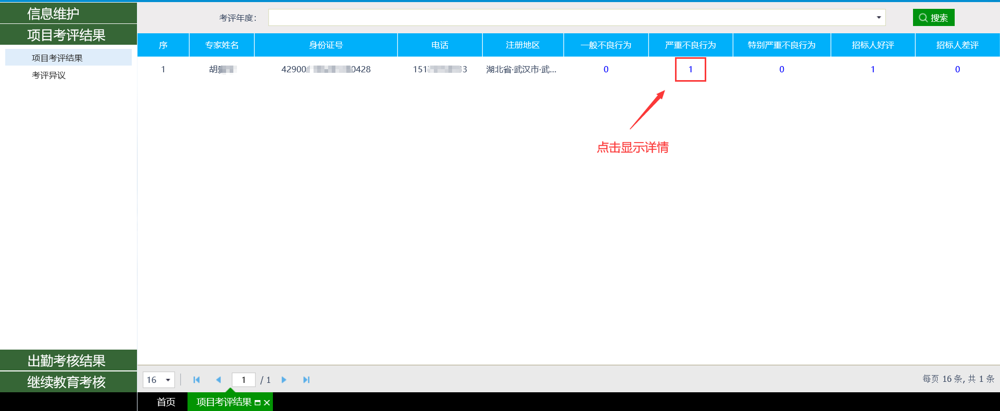 信息维护
项目考评结果
项目考评结果
考评异议
出勤考核结果
继续教育考核
考评年度：
搜索
序 专家姓名 身份证号 电话 注册地区 一般不良行为 严重不良行为 特别严重不良行为 招标人好评 招标人差评
1 胡 42900 0428 151 3 湖北省·武汉市·武... 0 1 0 1 0
点击显示详情
16 1 / 1 每页 16 条, 共 1 条
首页 项目考评结果